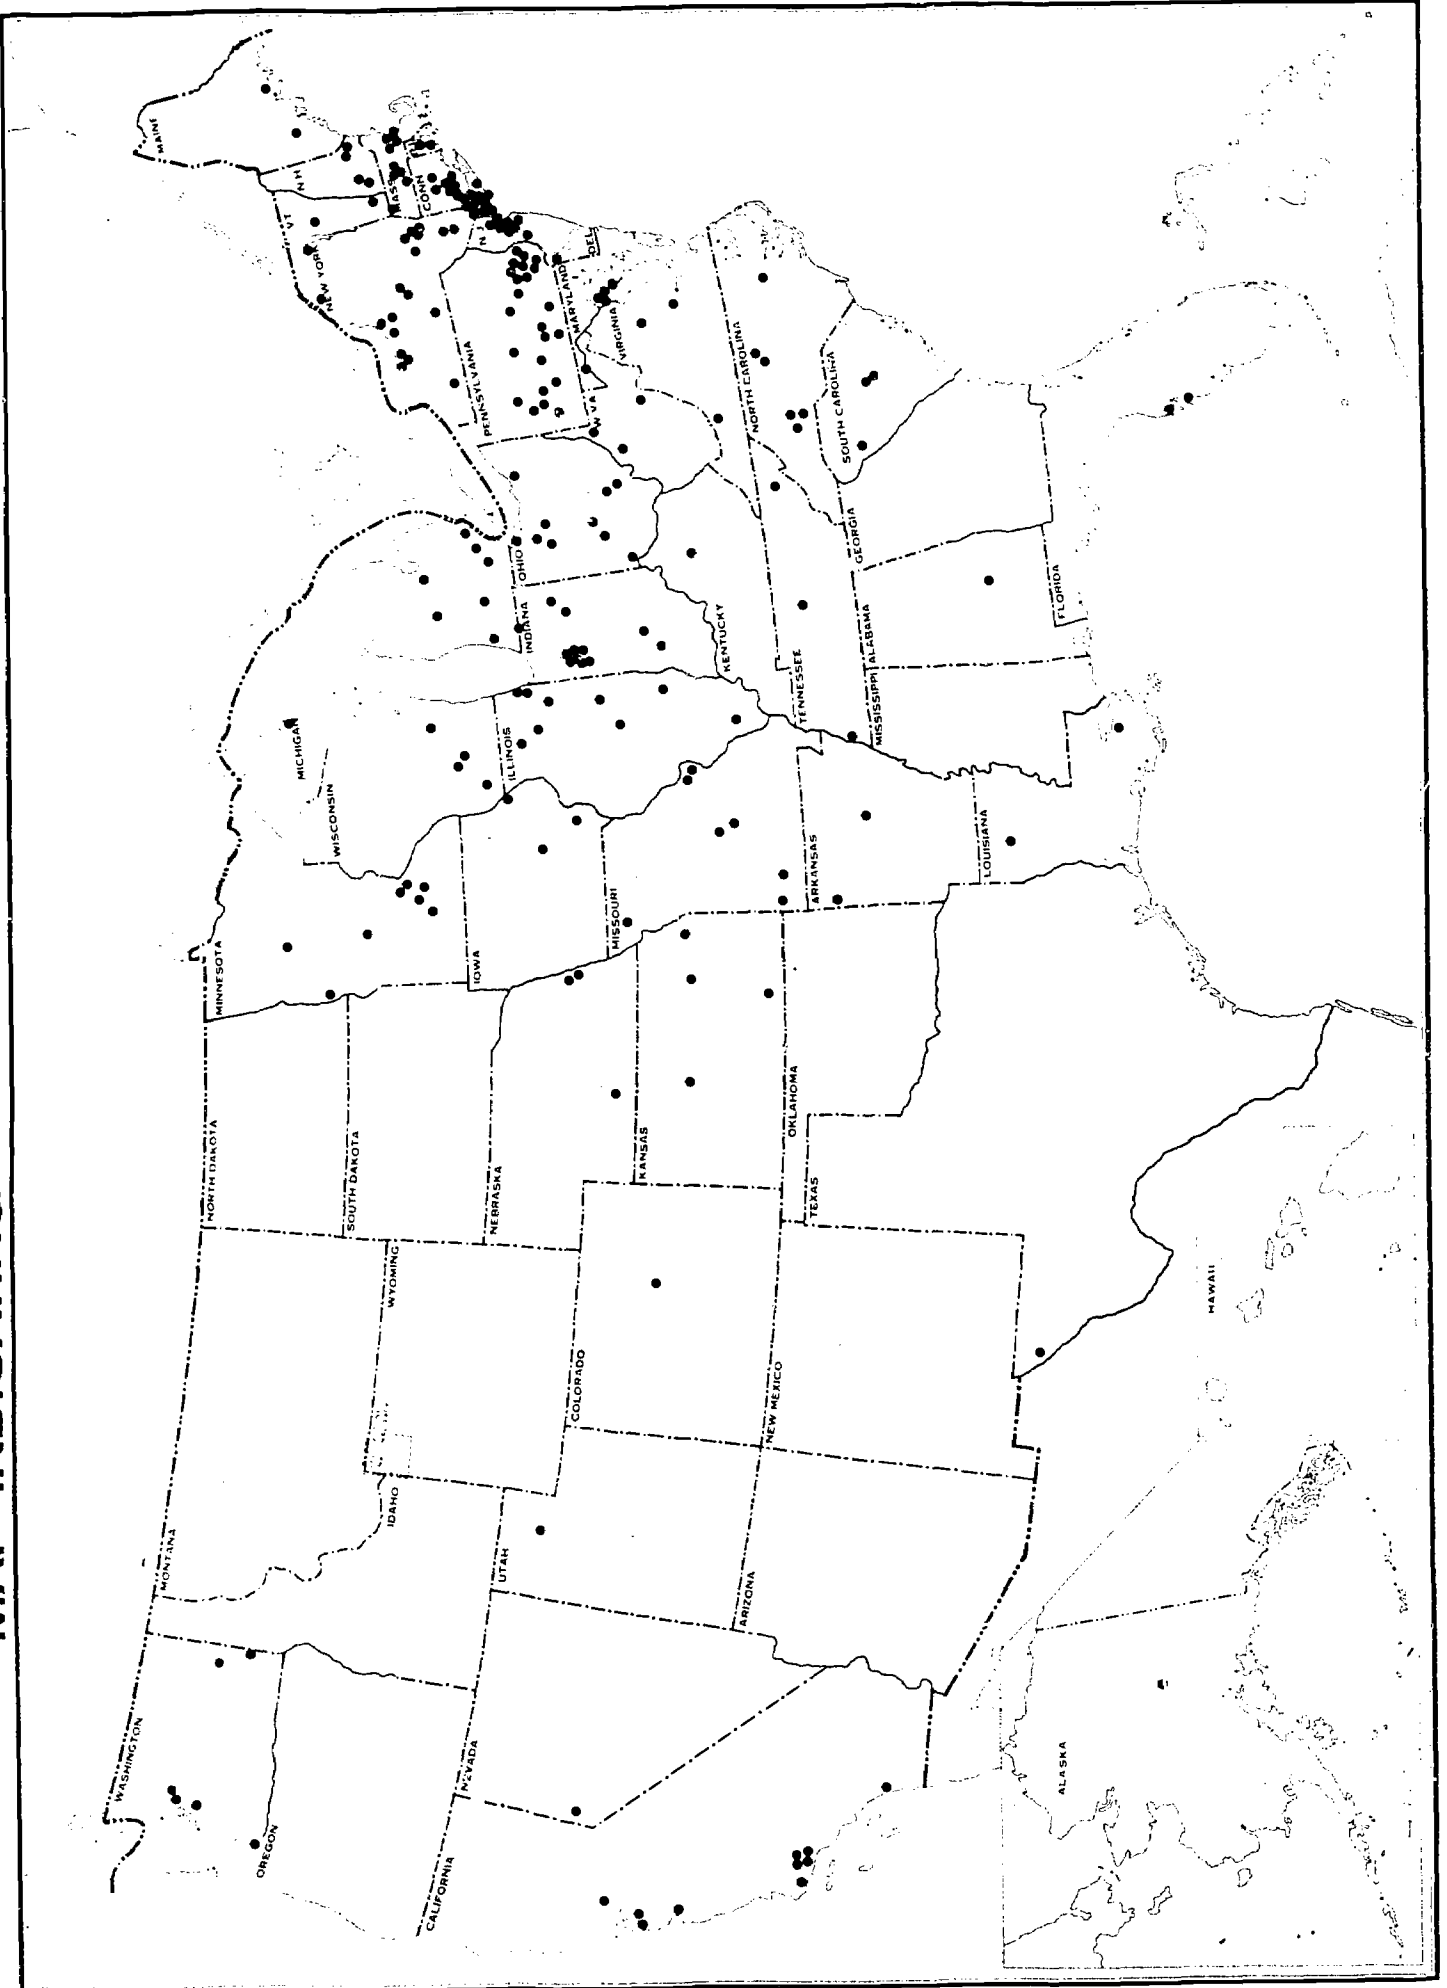 WASHINGTON
OREGON
CALIFORNIA
NEVADA
IDAHO
MONTANA
WYOMING
UTAH
ARIZONA
COLORADO
NEW MEXICO
NORTH DAKOTA
SOUTH DAKOTA
NEBRASKA
KANSAS
OKLAHOMA
TEXAS
MINNESOTA
IOWA
MISSOURI
ARKANSAS
LOUISIANA
WISCONSIN
MICHIGAN
ILLINOIS
INDIANA
OHIO
KENTUCKY
TENNESSEE
MISSISSIPPI
ALABAMA
GEORGIA
FLORIDA
SOUTH CAROLINA
NORTH CAROLINA
VIRGINIA
W VA
MARYLAND
DEL
PENNSYLVANIA
N J
NEW YORK
CONN
MASS
VT
N H
MAINE
ALASKA
HAWAII